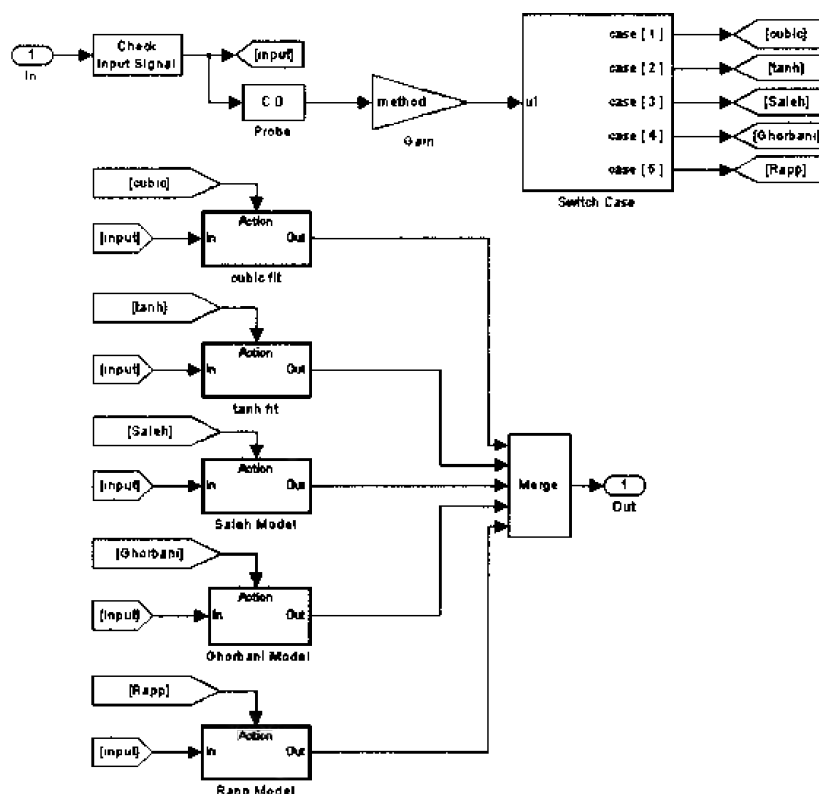 1
In
Check
Input Signal
[input]
C 0
Probe
method
Gain
u1
case [ 1 ]
case [ 2 ]
case [ 3 ]
case [ 4 ]
case [ 5 ]
Switch Case
[cubic]
[tanh]
[Saleh]
[Ghorbani]
[Rapp]
[cubic]
[input]
Action
In
Out
cubic fit
[tanh]
[input]
Action
In
Out
tanh fit
[Saleh]
[input]
Action
In
Out
Saleh Model
[Ghorbani]
[input]
Action
In
Out
Ghorbani Model
[Rapp]
[input]
Action
In
Out
Rapp Model
Merge
1
Out